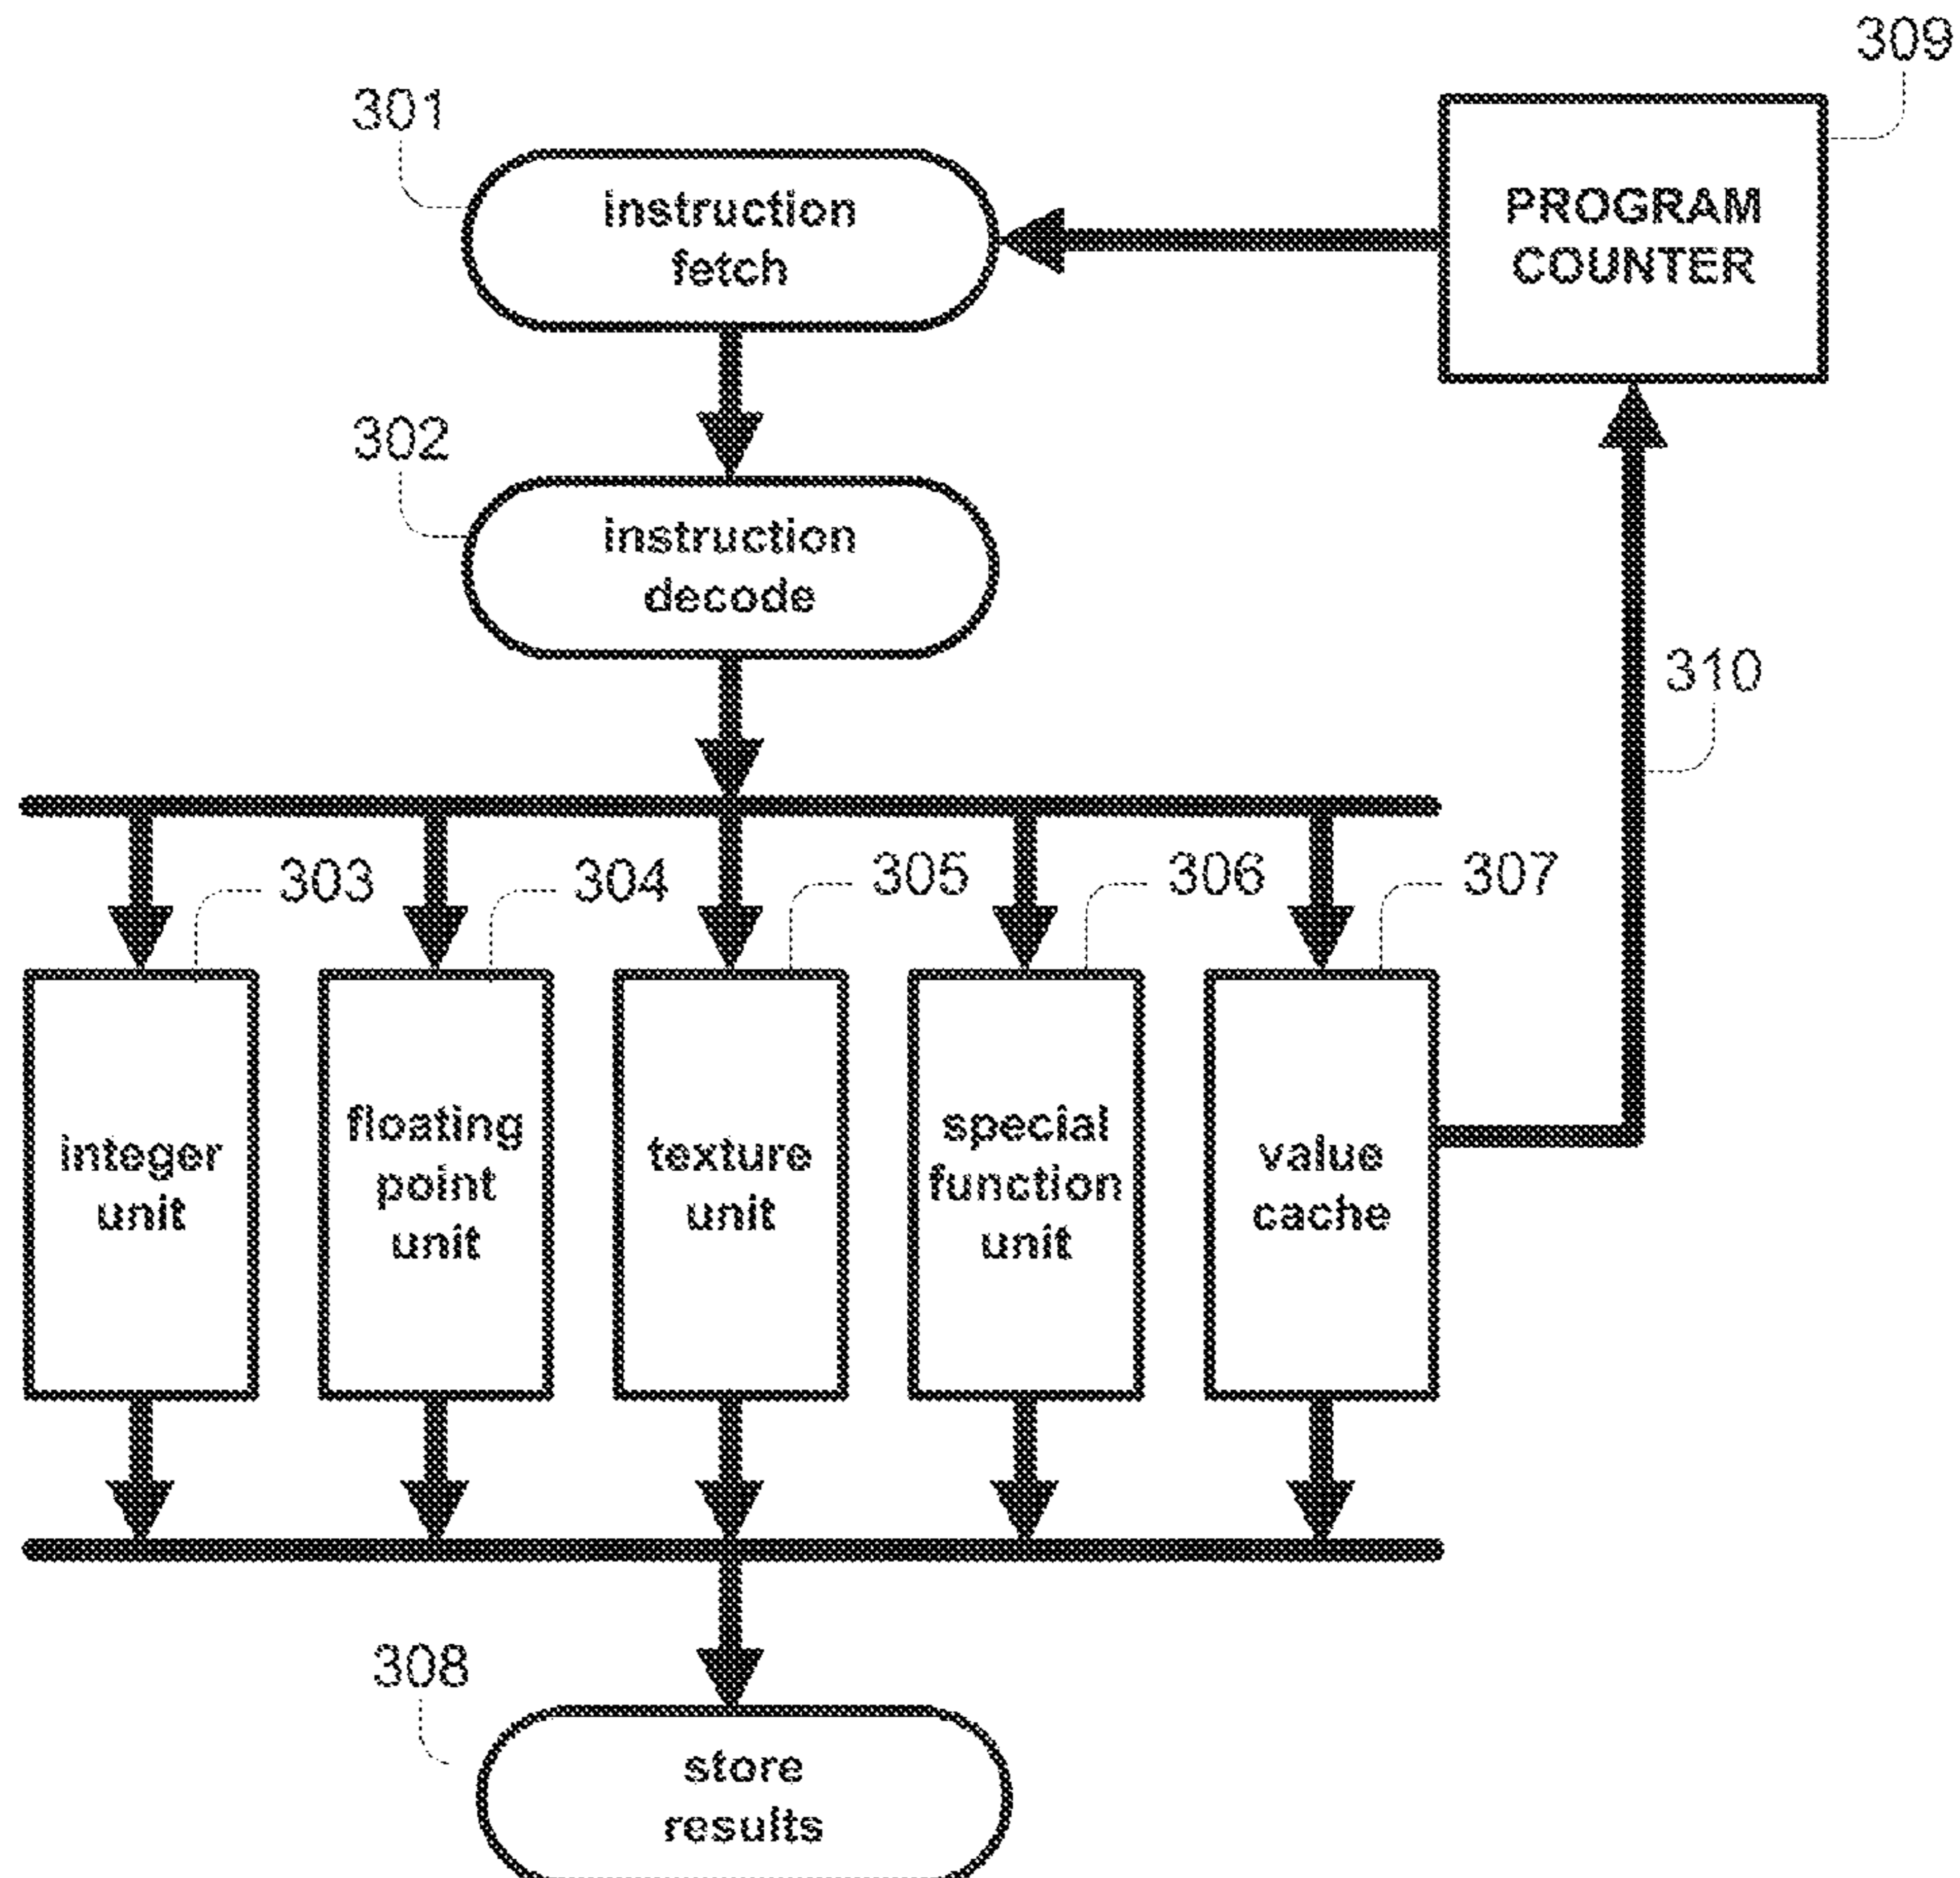 309
301
instruction
fetch
PROGRAM
COUNTER
302
instruction
decode
310
303
304
305
306
307
integer
unit
floating
point
unit
texture
unit
special
function
unit
value
cache
308
store
results